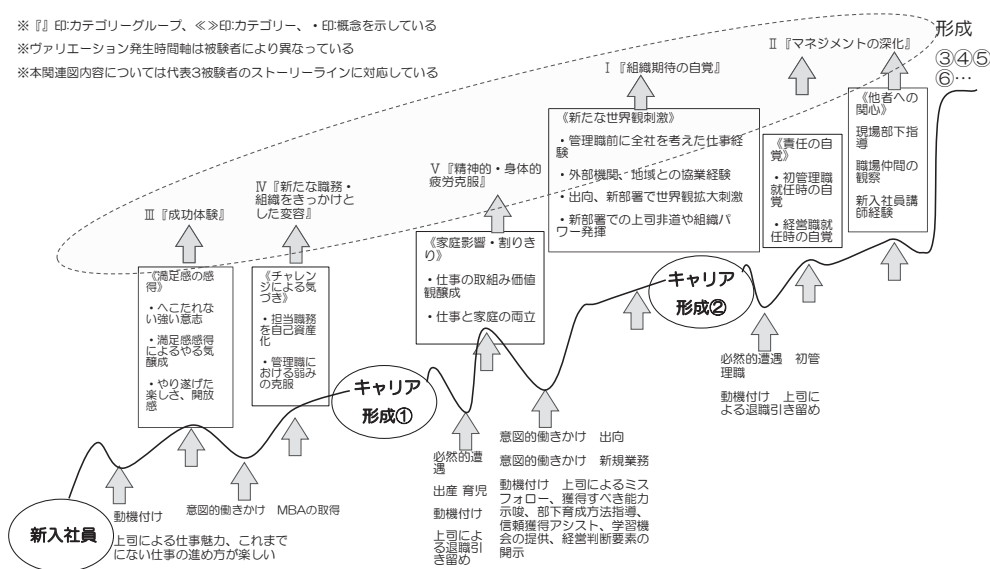 ※『』印:カテゴリーグループ、≪≫印:カテゴリー、・印:概念を示している
※ヴァリエーション発生時間軸は被験者により異なっている
※本関連図内容については代表3被験者のストーリーラインに対応している
形成
③④⑤
⑥…
Ⅱ『マネジメントの深化』
Ⅰ『組織期待の自覚』
Ⅴ『精神的・身体的
疲労克服』
Ⅳ『新たな職務・
組織をきっかけと
した変容』
Ⅲ『成功体験』
《満足感の感
得》
・へこたれな
い強い意志
・満足感感得
によるやる気
醸成
・やり遂げた
楽しさ、開放
感
《チャレン
ジによる気
づき》
・担当職務
を自己資産
化
・管理職に
おける弱み
の克服
《家庭影響・割りき
り》
・仕事の取組み価値
観醸成
・仕事と家庭の両立
《新たな世界観刺激》
・管理職前に全社を考えた仕事経
験
・外部機関、地域との協業経験
・出向、新部署で世界観拡大刺激
・新部署での上司非道や組織パ
ワー発揮
《責任の自
覚》
・初管理職
就任時の自
覚
・経営職就
任時の自覚
《他者への
関心》
現場部下指
導
職場仲間の
観察
新入社員講
師経験
新入社員
キャリア
形成①
キャリア
形成②
動機付け
上司による仕事魅力、これまで
にない仕事の進め方が楽しい
意図的働きかけ MBAの取得
必然的遭
遇
出産 育児
動機付け
上司によ
る退職引
き留め
意図的働きかけ 出向
意図的働きかけ 新規業務
動機付け 上司によるミス
フォロー、獲得すべき能力
示唆、部下育成方法指導、
信頼獲得アシスト、学習機
会の提供、経営判断要素の
開示
必然的遭遇 初管
理職
動機付け 上司に
よる退職引き留め